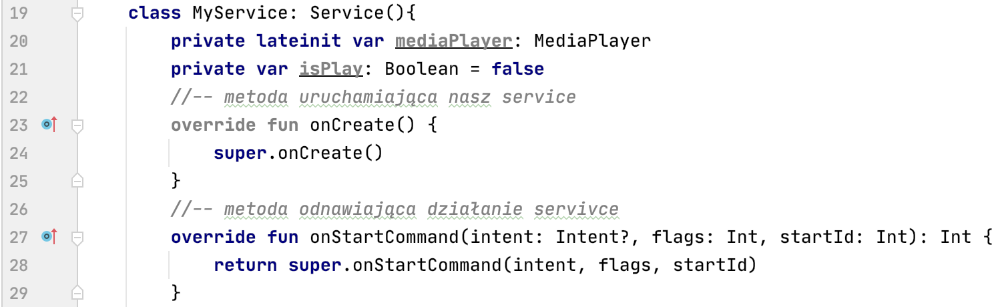 19 class MyService: Service(){
20 private lateinit var mediaPlayer: MediaPlayer
21 private var isPlay: Boolean = false
22 //-- metoda uruchamiająca nasz service
23 override fun onCreate() {
24 super.onCreate()
25 }
26 //-- metoda odnawiająca działanie servivce
27 override fun onStartCommand(intent: Intent?, flags: Int, startId: Int): Int {
28 return super.onStartCommand(intent, flags, startId)
29 }